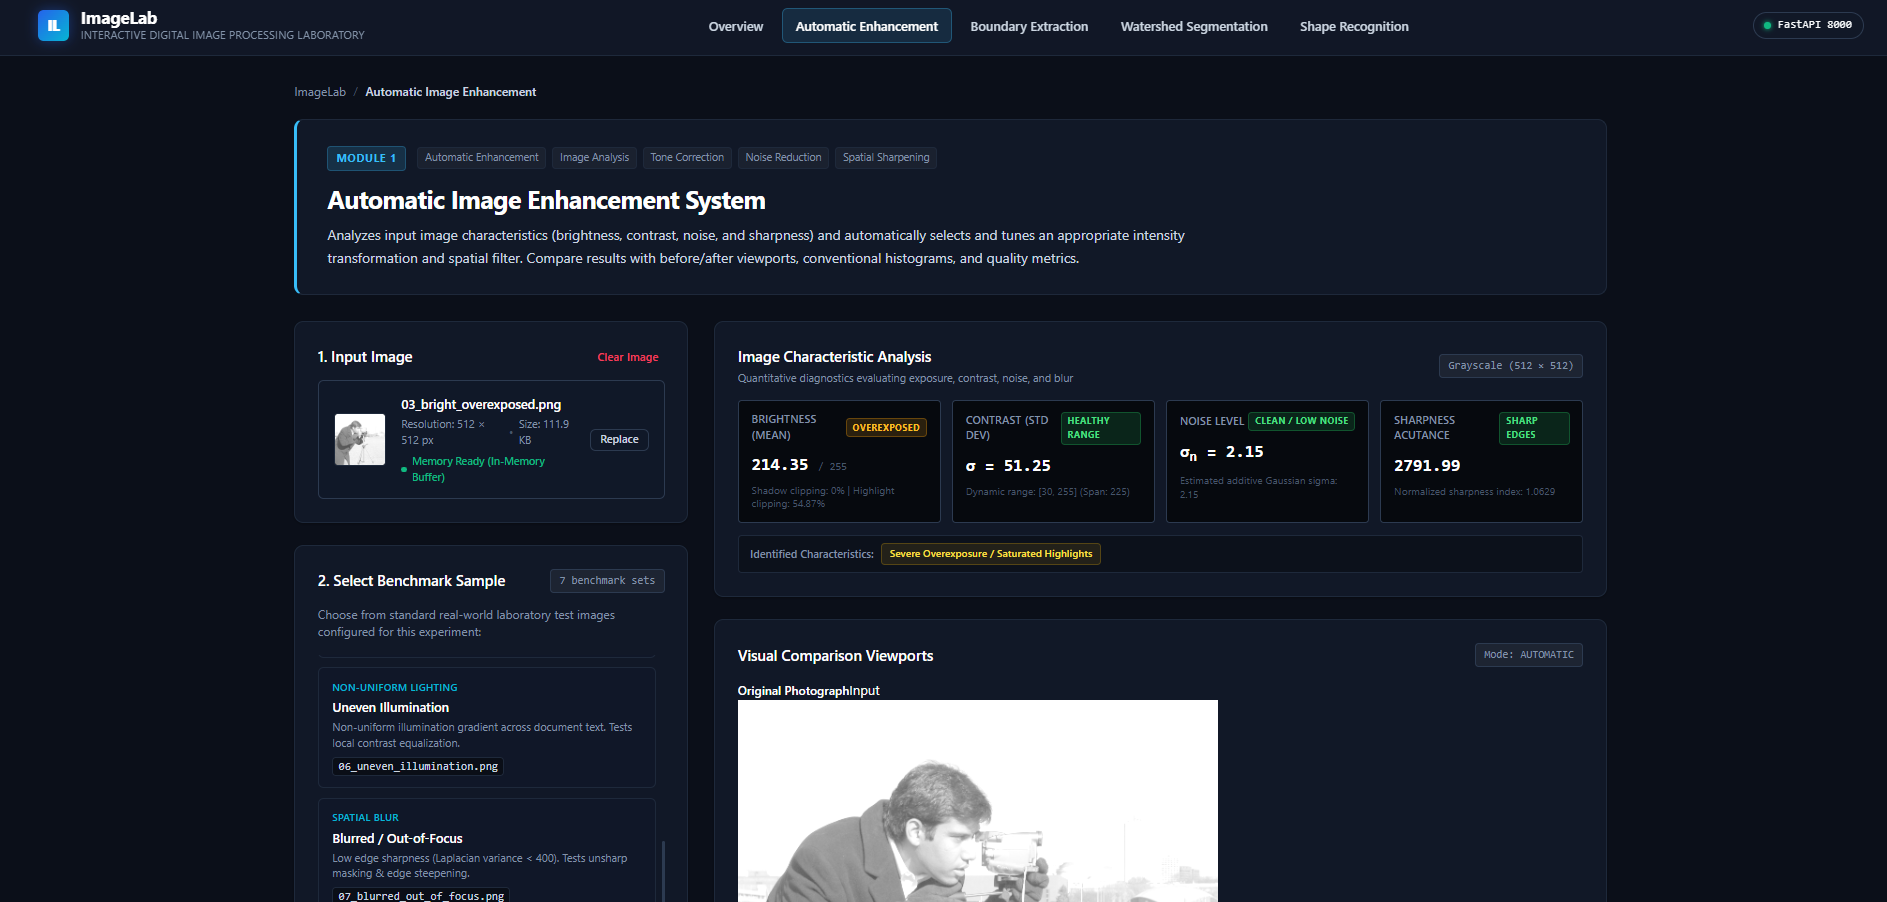 IL
ImageLab
INTERACTIVE DIGITAL IMAGE PROCESSING LABORATORY
Overview
Automatic Enhancement
Boundary Extraction
Watershed Segmentation
Shape Recognition
FastAPI 8000
ImageLab / Automatic Image Enhancement
MODULE 1
Automatic Enhancement
Image Analysis
Tone Correction
Noise Reduction
Spatial Sharpening
Automatic Image Enhancement System
Analyzes input image characteristics (brightness, contrast, noise, and sharpness) and automatically selects and tunes an appropriate intensity
transformation and spatial filter. Compare results with before/after viewports, conventional histograms, and quality metrics.
1. Input Image
Clear Image
03_bright_overexposed.png
Resolution: 512 ×
512 px
•
Size: 111.9
KB
Memory Ready (In-Memory
Buffer)
Replace
2. Select Benchmark Sample
7 benchmark sets
Choose from standard real-world laboratory test images
configured for this experiment:
NON-UNIFORM LIGHTING
Uneven Illumination
Non-uniform illumination gradient across document text. Tests
local contrast equalization.
06_uneven_illumination.png
SPATIAL BLUR
Blurred / Out-of-Focus
Low edge sharpness (Laplacian variance < 400). Tests unsharp
masking & edge steepening.
07_blurred_out_of_focus.png
Image Characteristic Analysis
Quantitative diagnostics evaluating exposure, contrast, noise, and blur
Grayscale (512 × 512)
BRIGHTNESS
(MEAN)
OVEREXPOSED
214.35 / 255
Shadow clipping: 0% | Highlight
clipping: 54.87%
CONTRAST (STD
DEV)
HEALTHY
RANGE
σ = 51.25
Dynamic range: [30, 255] (Span: 225)
NOISE LEVEL
CLEAN / LOW NOISE
σn = 2.15
Estimated additive Gaussian sigma:
2.15
SHARPNESS
ACUTANCE
SHARP
EDGES
2791.99
Normalized sharpness index: 1.0629
Identified Characteristics:
Severe Overexposure / Saturated Highlights
Visual Comparison Viewports
Mode: AUTOMATIC
Original PhotographInput